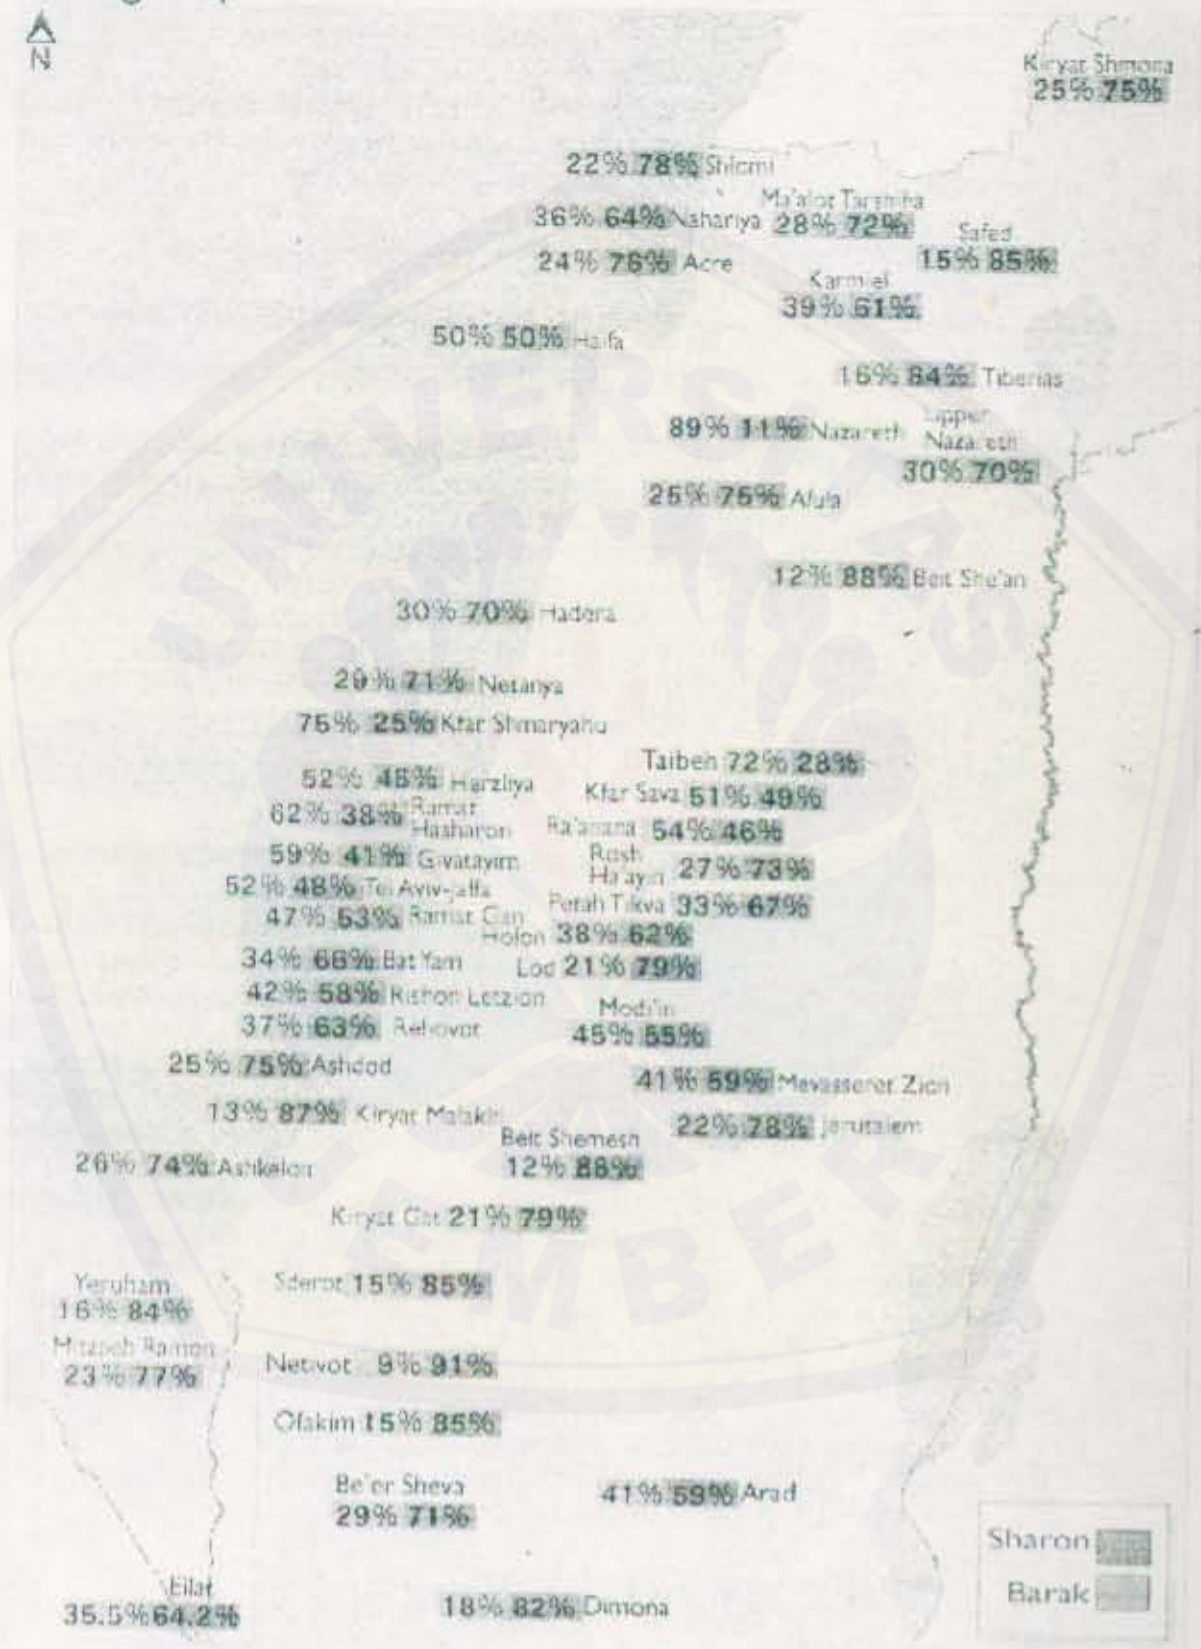 N
Kiryat Shmona
25% 75%
22% 78% Shlomi
Ma'alot Tarshiha
36% 64% Nahariya 28% 72%
Safed
24% 76% Acre 15% 85%
Karmiel
39% 61%
50% 50% Haifa
16% 84% Tiberias
89% 11% Nazareth
Upper
Nazareth
30% 70%
25% 75% Afula
12% 88% Beit She'an
30% 70% Hadera
29% 71% Netanya
75% 25% Kfar Shmaryahu
Taibeh 72% 28%
52% 48% Herzliya
Kfar Sava 51% 49%
62% 38% Ramat
Hasharon
Ra'anana 54% 46%
59% 41% Givatayim
Rosh
Ha'ayin 27% 73%
52% 48% Tel Aviv-Jaffa
Petah Tikva 33% 67%
47% 53% Ramat Gan
Holon 38% 62%
34% 66% Bat Yam
Lod 21% 79%
42% 58% Rishon Letzion
Modi'in
37% 63% Rehovot
45% 55%
25% 75% Ashdod
41% 59% Mevasseret Zion
13% 87% Kiryat Malakhi
22% 78% Jerusalem
Beit Shemesh
12% 88%
26% 74% Ashkelon
Kiryat Gat 21% 79%
Yeruham
16% 84%
Sderot 15% 85%
Mitzpeh Ramon
23% 77%
Netivot 9% 91%
Ofakim 15% 85%
Be'er Sheva
29% 71%
41% 59% Arad
Eilat
35.5% 64.2%
18% 82% Dimona
Sharon
Barak
UNIVERSITAS
JEMBER